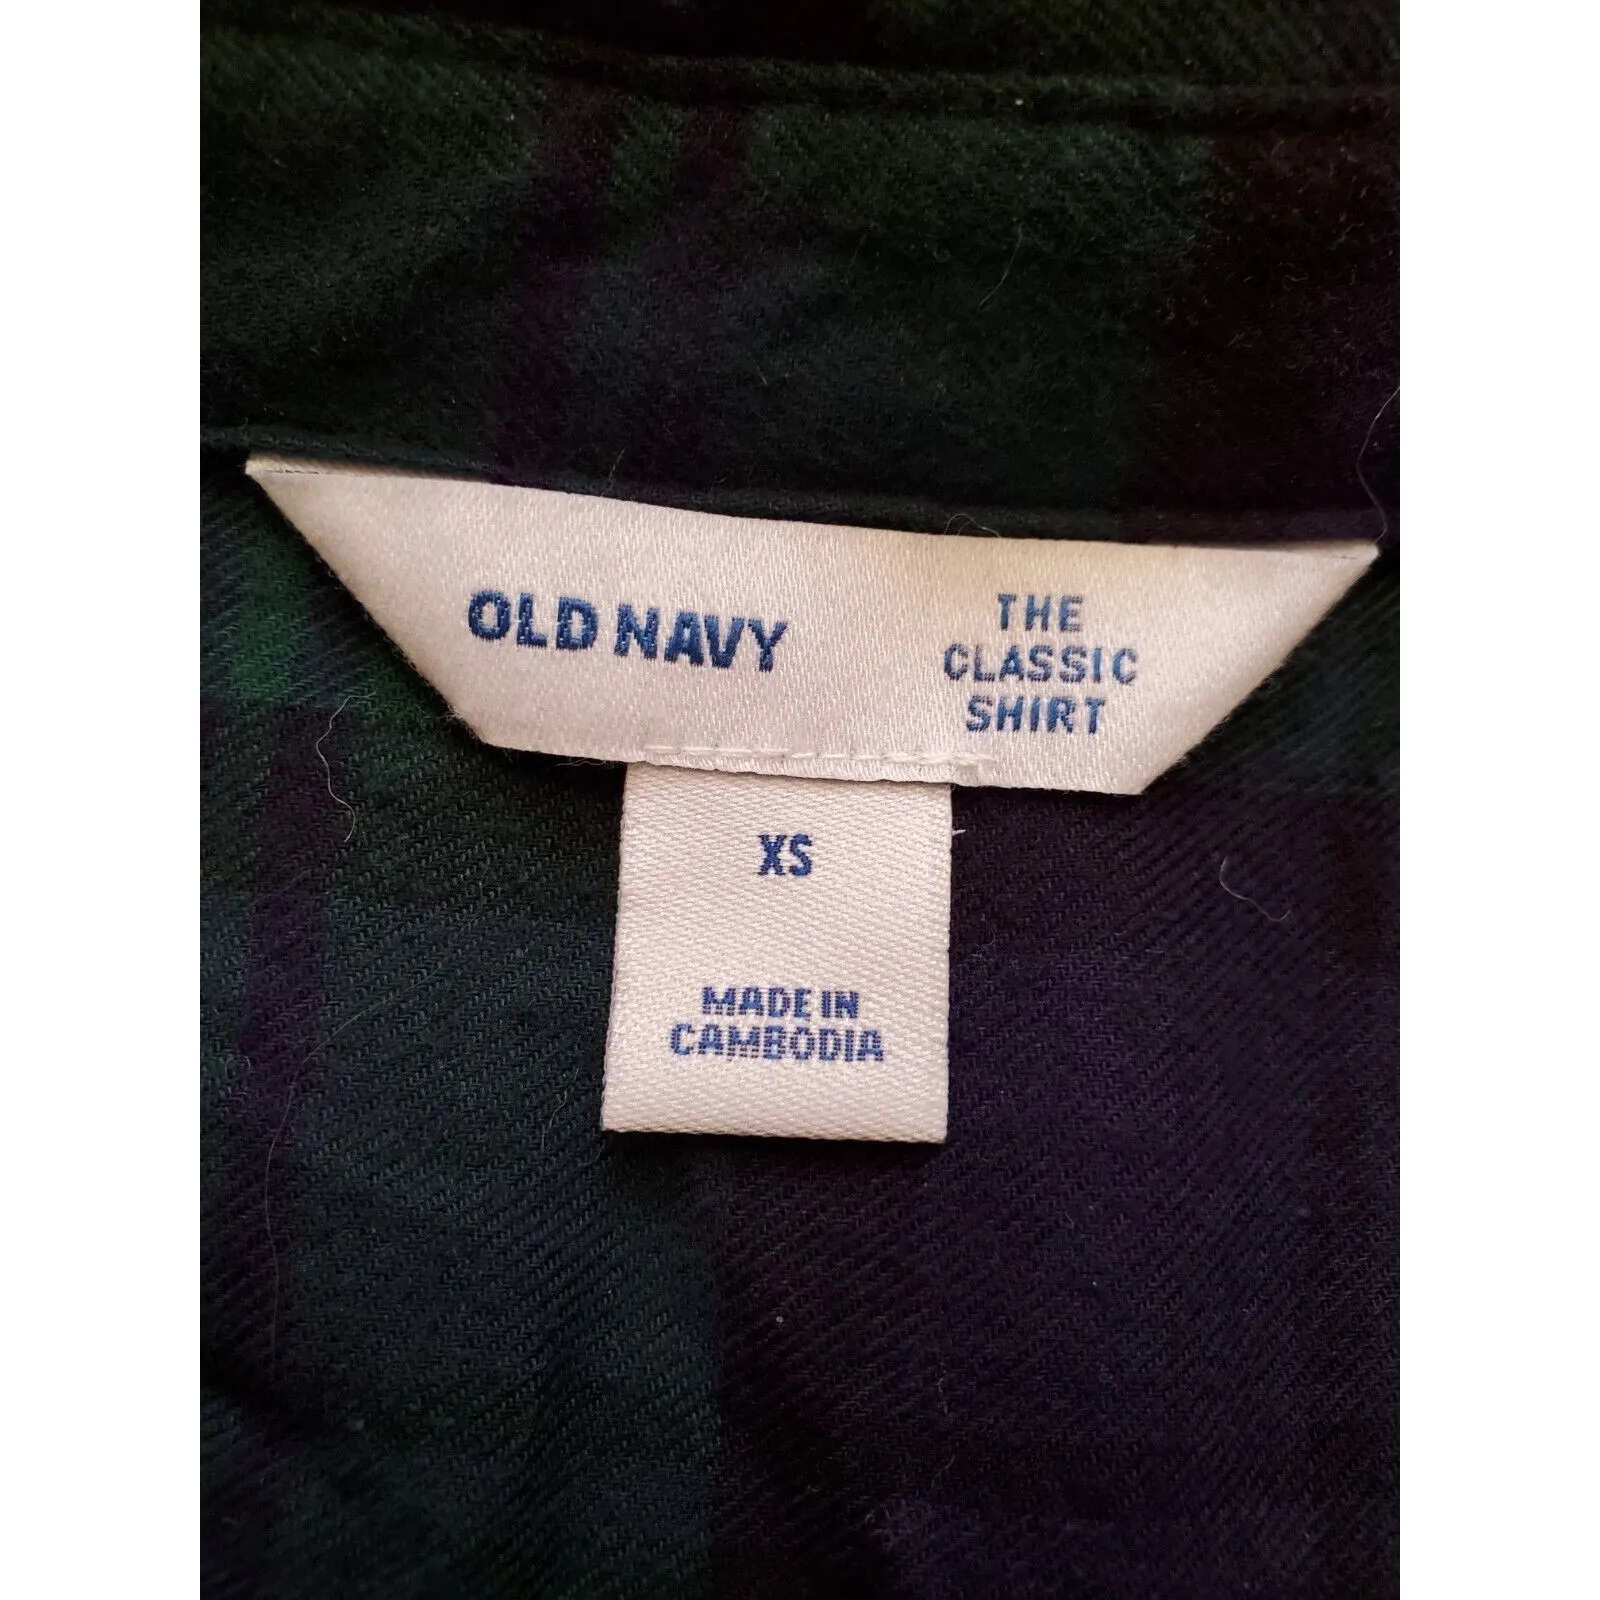 OLD NAVY
THE
CLASSIC
SHIRT
XS
MADE IN
CAMBODIA